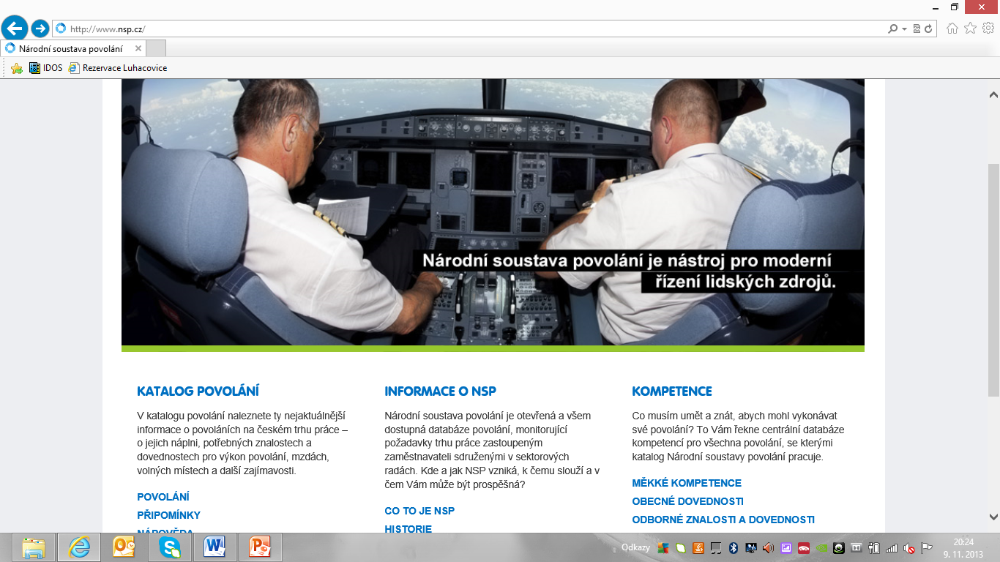 http://www.nsp.cz/
Národní soustava povolání
IDOS
Rezervace Luhacovice
Národní soustava povolání je nástroj pro moderní
řízení lidských zdrojů.
KATALOG POVOLÁNÍ
V katalogu povolání naleznete ty nejaktuálnější
informace o povoláních na českém trhu práce –
o jejich náplni, potřebných znalostech a
dovednostech pro výkon povolání, mzdách,
volných místech a další zajímavosti.
POVOLÁNÍ
PŘIPOMÍNKY
NÁPOVĚDA
INFORMACE O NSP
Národní soustava povolání je otevřená a všem
dostupná databáze povolání, monitorující
požadavky trhu práce zastoupeným
zaměstnavateli sdruženými v sektorových
radách. Kde a jak NSP vzniká, k čemu slouží a v
čem Vám může být prospěšná?
CO TO JE NSP
HISTORIE
KOMPETENCE
Co musím umět a znát, abych mohl vykonávat
své povolání? To Vám řekne centrální databáze
kompetencí pro všechna povolání, se kterými
katalog Národní soustavy povolání pracuje.
MĚKKÉ KOMPETENCE
OBECNÉ DOVEDNOSTI
ODBORNÉ ZNALOSTI A DOVEDNOSTI
Odkazy
20:24
9. 11. 2013